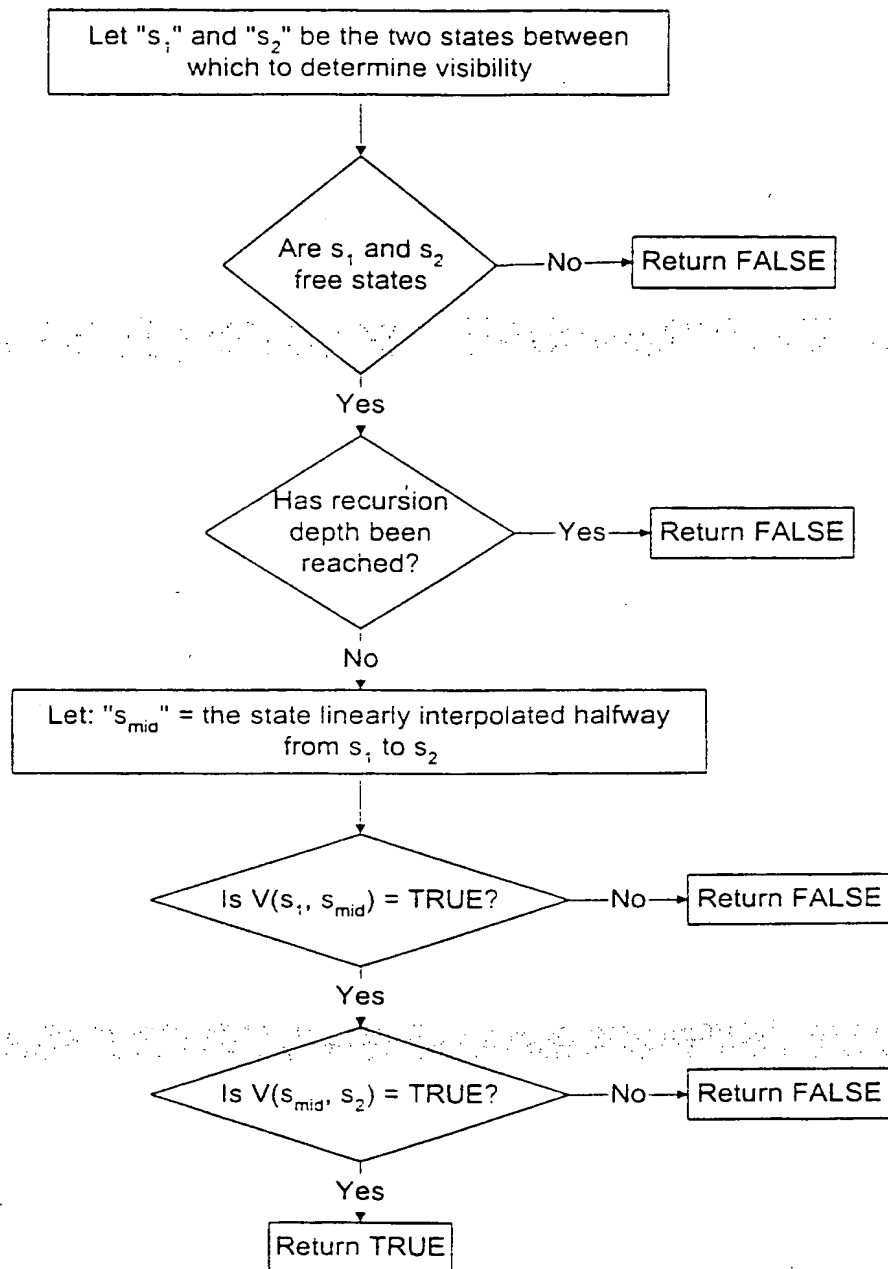 Let "s₁" and "s₂" be the two states between
which to determine visibility
Are s₁ and s₂
free states
No
Return FALSE
Yes
Has recursion
depth been
reached?
Yes
Return FALSE
No
Let: "s_mid" = the state linearly interpolated halfway
from s₁ to s₂
Is V(s₁, s_mid) = TRUE?
No
Return FALSE
Yes
Is V(s_mid, s₂) = TRUE?
No
Return FALSE
Yes
Return TRUE